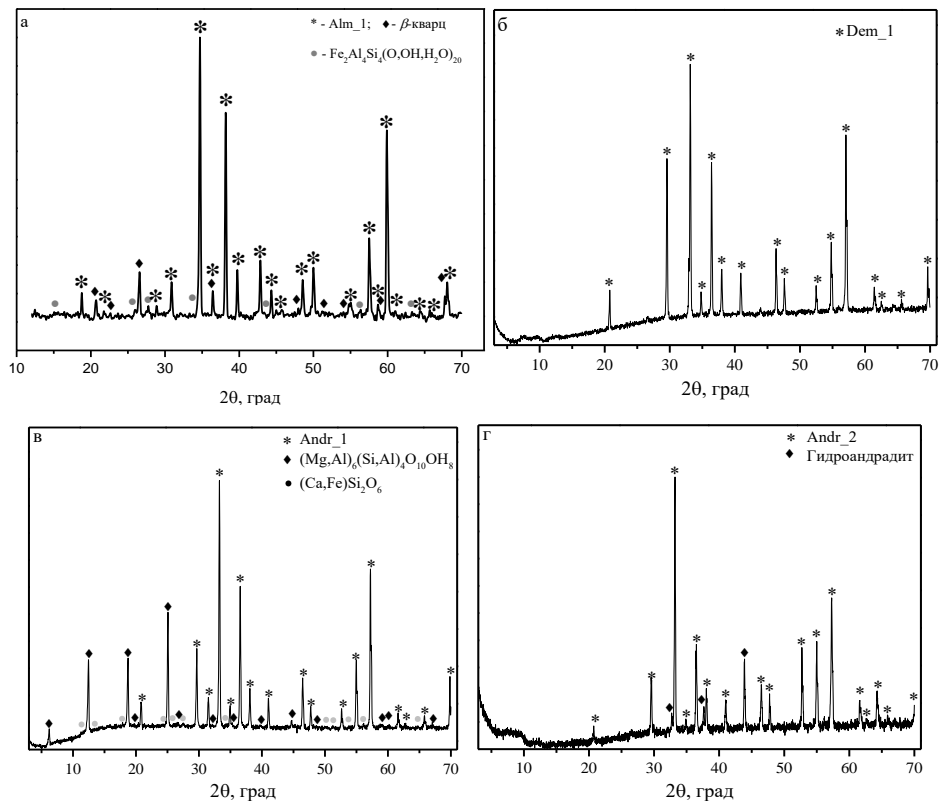 а
* - Alm_1; ♦ - β-кварц
● - Fe₂Al₄Si₄(O,OH,H₂O)₂₀
10 20 30 40 50 60 70
2θ, град
б
* Dem_1
10 20 30 40 50 60 70
2θ, град
в
* Andr_1
♦ (Mg,Al)₆(Si,Al)₄O₁₀OH₈
● (Ca,Fe)Si₂O₆
10 20 30 40 50 60 70
2θ, град
г
* Andr_2
♦ Гидроандрадит
10 20 30 40 50 60 70
2θ, град